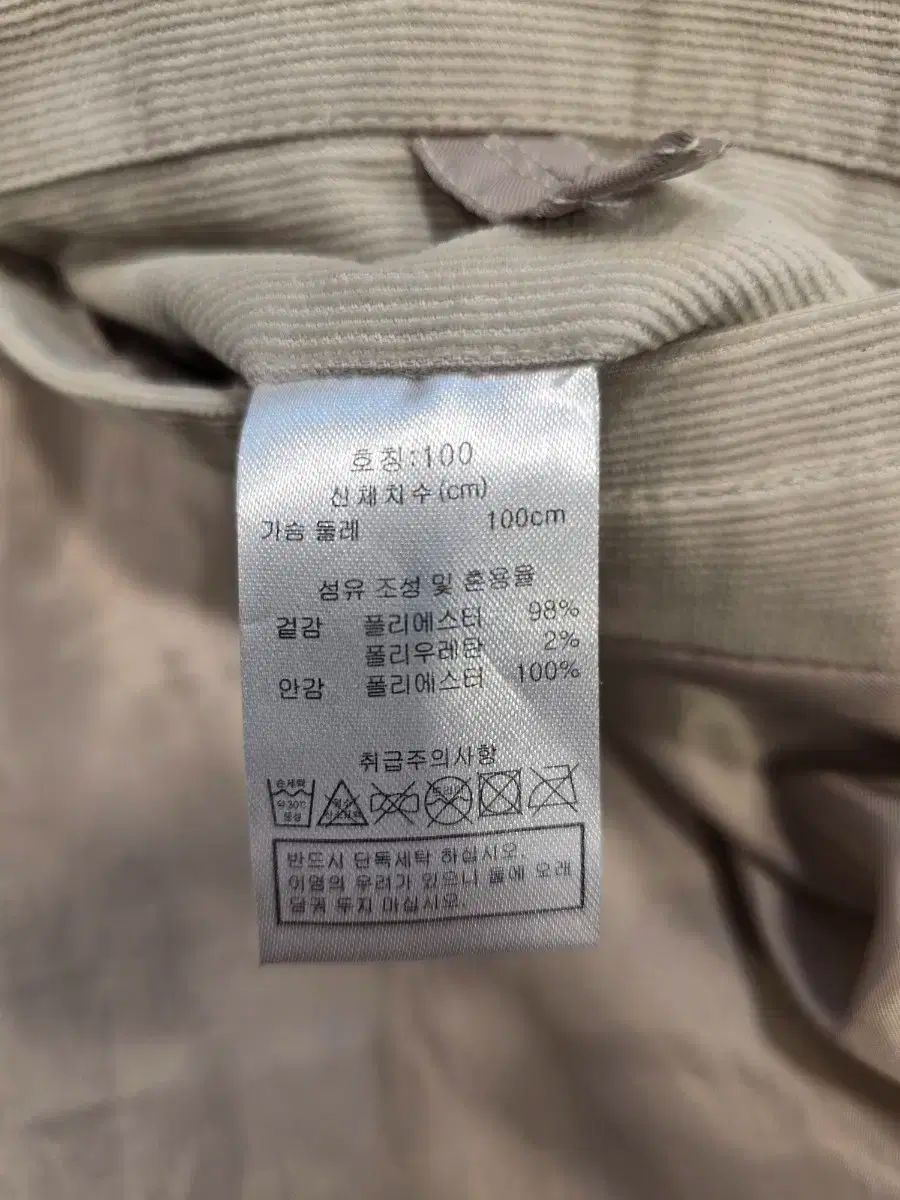 호칭:100
신체치수(cm)
가슴 둘레 100cm
섬유 조성 및 혼용율
겉감 폴리에스터 98%
폴리우레탄 2%
안감 폴리에스터 100%
취급주의사항
손세탁
약30℃
중성
반드시 단독세탁 하십시오.
이염의 우려가 있으니 물에 오래
담궈 두지 마십시오.